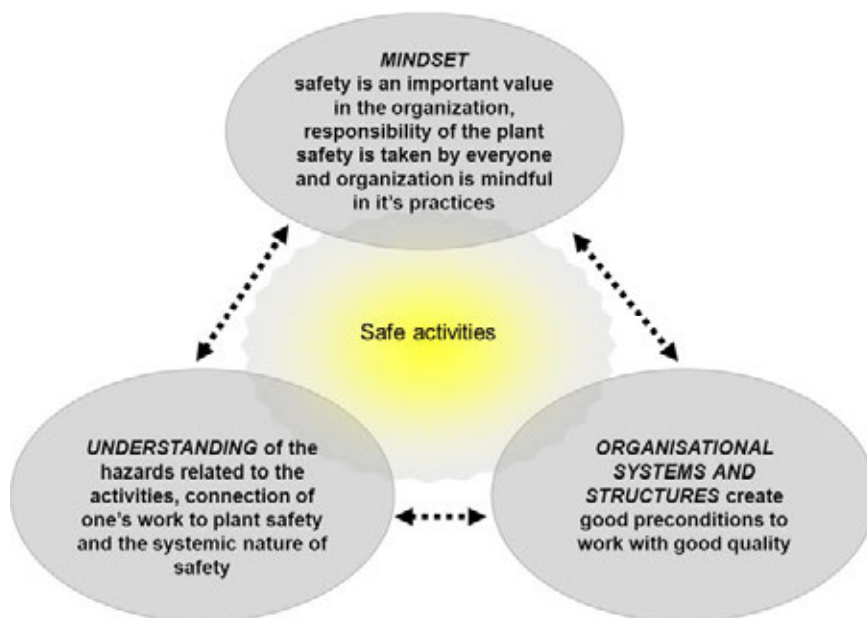 MINDSET
safety is an important value
in the organization,
responsibility of the plant
safety is taken by everyone
and organization is mindful
in it's practices
Safe activities
UNDERSTANDING of the
hazards related to the
activities, connection of
one's work to plant safety
and the systemic nature of
safety
ORGANISATIONAL
SYSTEMS AND
STRUCTURES create
good preconditions to
work with good quality